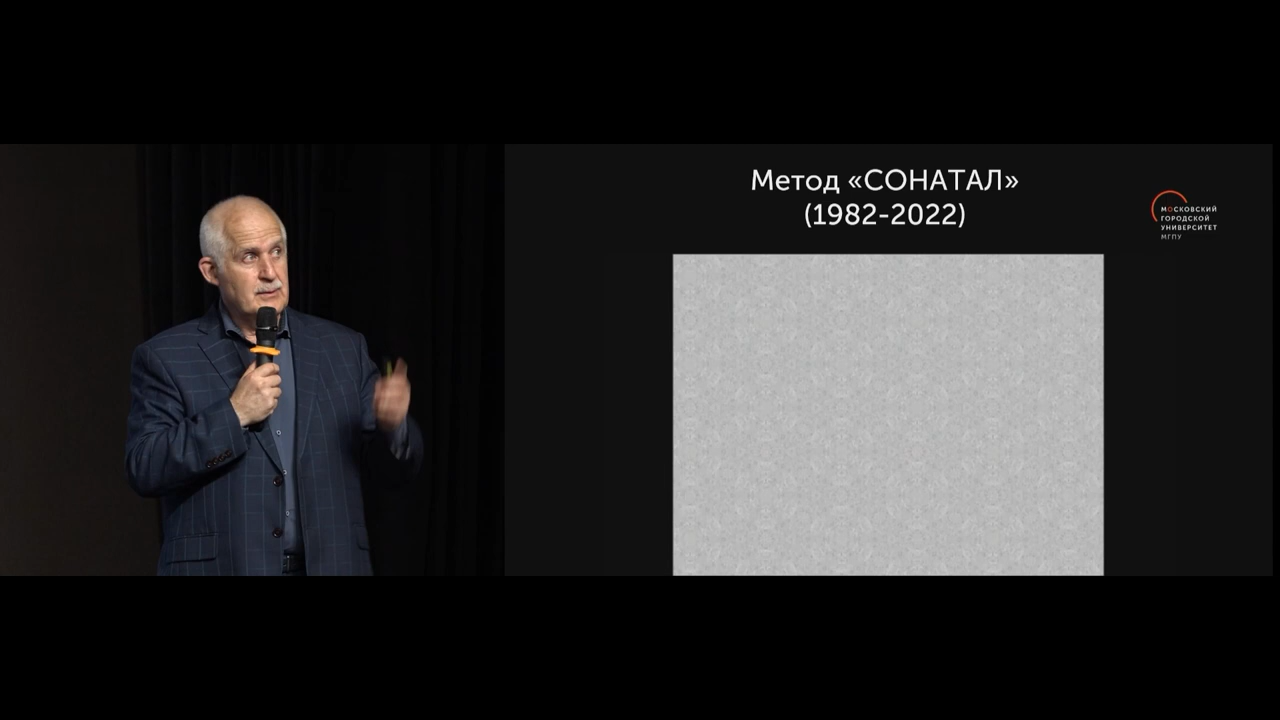 Метод «СОНАТАЛ»
(1982-2022)
МОСКОВСКИЙ
ГОРОДСКОЙ
УНИВЕРСИТЕТ
МГПУ